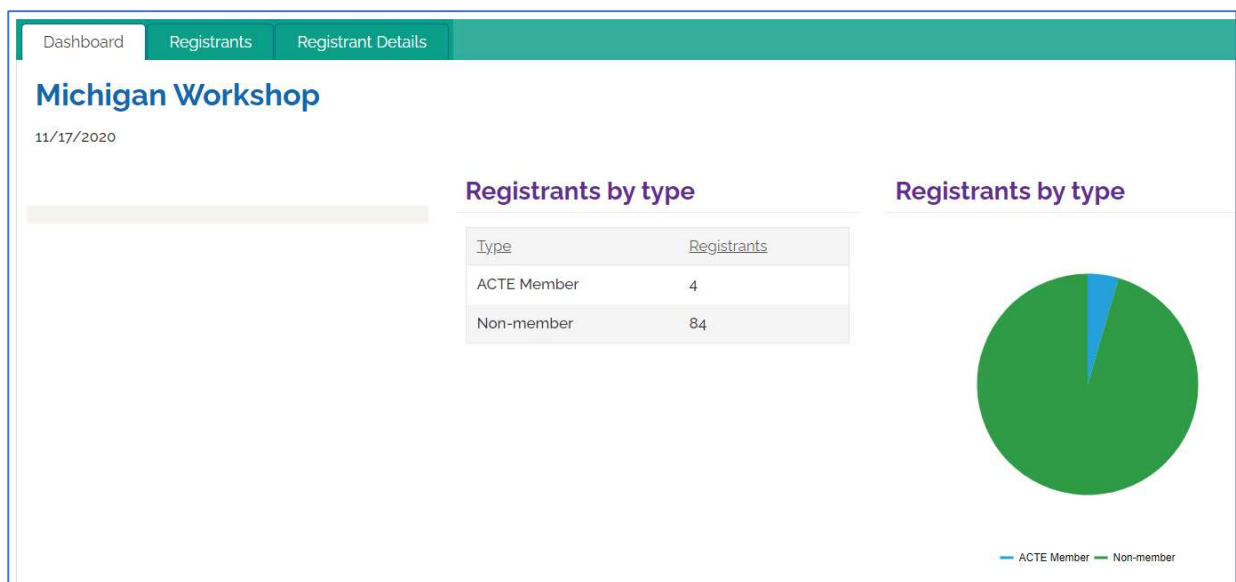 Dashboard Registrants Registrant Details
Michigan Workshop
11/17/2020
Registrants by type
Type Registrants
ACTE Member 4
Non-member 84
Registrants by type
ACTE Member Non-member